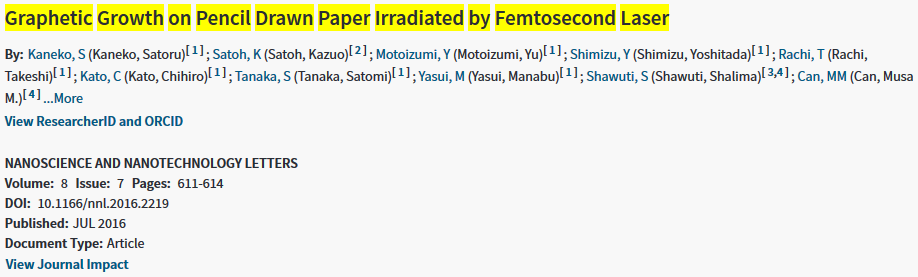 Graphetic Growth on Pencil Drawn Paper Irradiated by Femtosecond Laser
By: Kaneko, S (Kaneko, Satoru)[ 1 ] ; Satoh, K (Satoh, Kazuo)[ 2 ] ; Motoizumi, Y (Motoizumi, Yu)[ 1 ] ; Shimizu, Y (Shimizu, Yoshitada)[ 1 ] ; Rachi, T (Rachi,
Takeshi)[ 1 ] ; Kato, C (Kato, Chihiro)[ 1 ] ; Tanaka, S (Tanaka, Satomi)[ 1 ] ; Yasui, M (Yasui, Manabu)[ 1 ] ; Shawuti, S (Shawuti, Shalima)[ 3,4 ] ; Can, MM (Can, Musa
M.)[ 4 ] ...More
View ResearcherID and ORCID
NANOSCIENCE AND NANOTECHNOLOGY LETTERS
Volume: 8 Issue: 7 Pages: 611-614
DOI: 10.1166/nnl.2016.2219
Published: JUL 2016
Document Type: Article
View Journal Impact